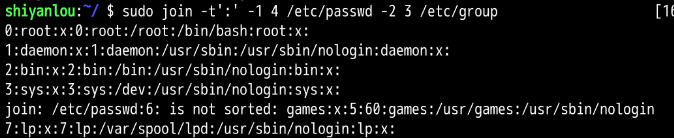 shiyanlou:~/ $ sudo join -t':' -1 4 /etc/passwd -2 3 /etc/group [16
0:root:x:0:root:/root:/bin/bash:root:x:
1:daemon:x:1:daemon:/usr/sbin:/usr/sbin/nologin:daemon:x:
2:bin:x:2:bin:/bin:/usr/sbin/nologin:bin:x:
3:sys:x:3:sys:/dev:/usr/sbin/nologin:sys:x:
join: /etc/passwd:6: is not sorted: games:x:5:60:games:/usr/games:/usr/sbin/nologin
7:lp:x:7:lp:/var/spool/lpd:/usr/sbin/nologin:lp:x: